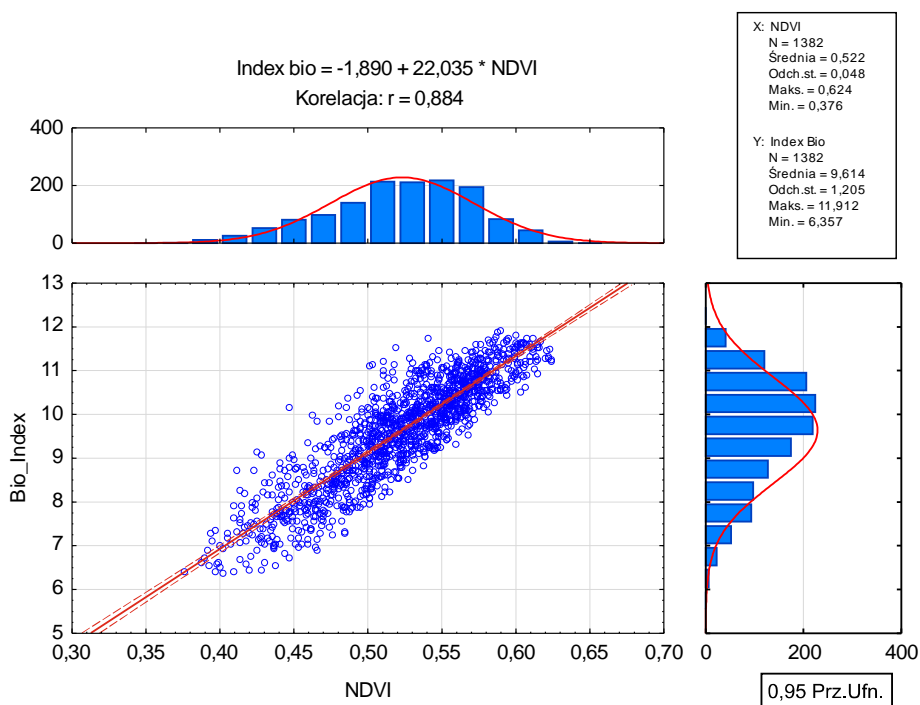 Index bio = -1,890 + 22,035 * NDVI
Korelacja: r = 0,884
X: NDVI
N = 1382
Średnia = 0,522
Odch.st. = 0,048
Maks. = 0,624
Min. = 0,376
Y: Index Bio
N = 1382
Średnia = 9,614
Odch.st. = 1,205
Maks. = 11,912
Min. = 6,357
400
200
0
13
12
11
10
9
8
7
6
5
Bio_Index
0,30 0,35 0,40 0,45 0,50 0,55 0,60 0,65 0,70
NDVI
0 200 400
0,95 Prz.Ufn.